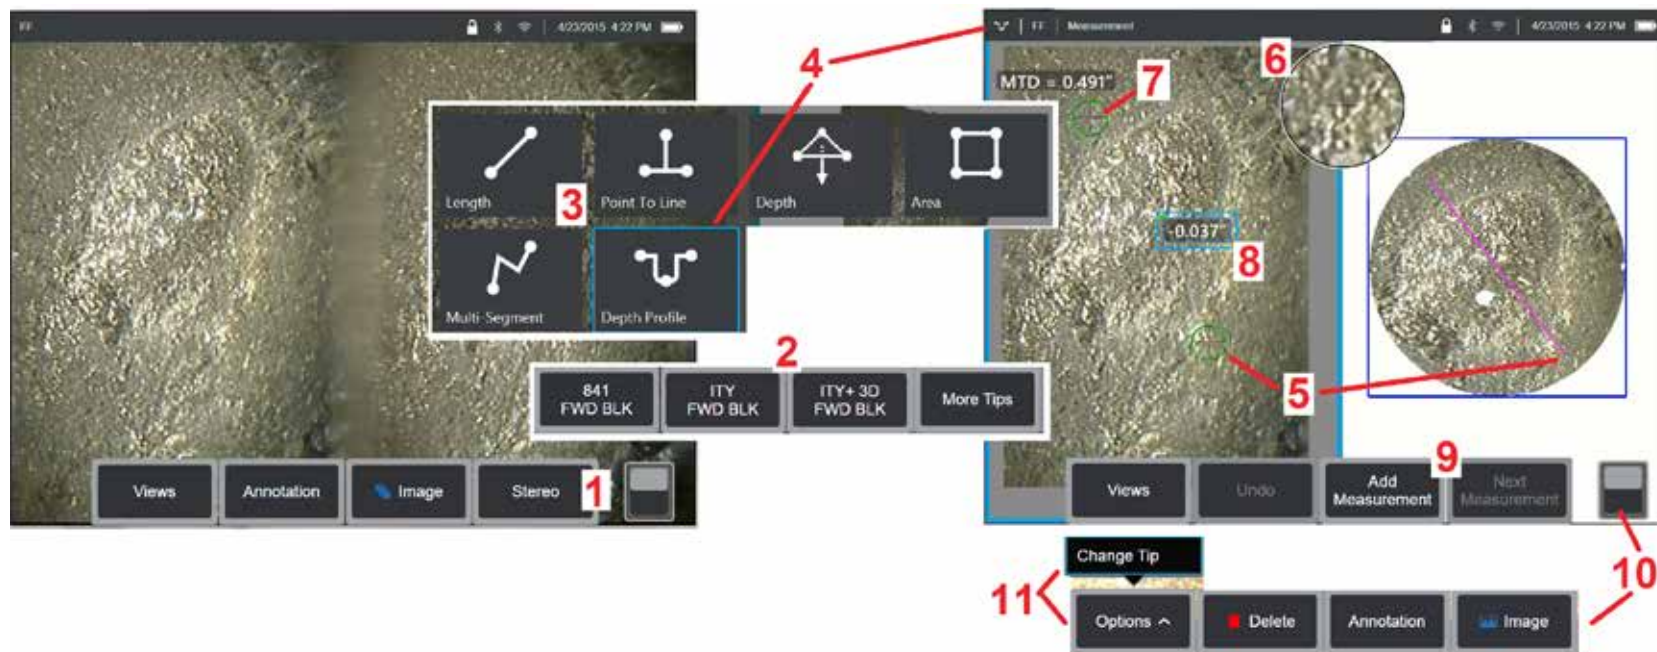 FF
4/23/2015 4:22 PM
FF Measurement
4/23/2015 4:22 PM
4
6
MTD = 0.491"
7
Length
3
Point To Line
Depth
Area
-0.037"
8
Multi-Segment
Depth Profile
2
841
FWD BLK
ITY
FWD BLK
ITY+ 3D
FWD BLK
More Tips
5
Views
Annotation
Image
Stereo
1
9
Views
Undo
Add
Measurement
Next
Measurement
Change Tip
10
11
Options
Delete
Annotation
Image